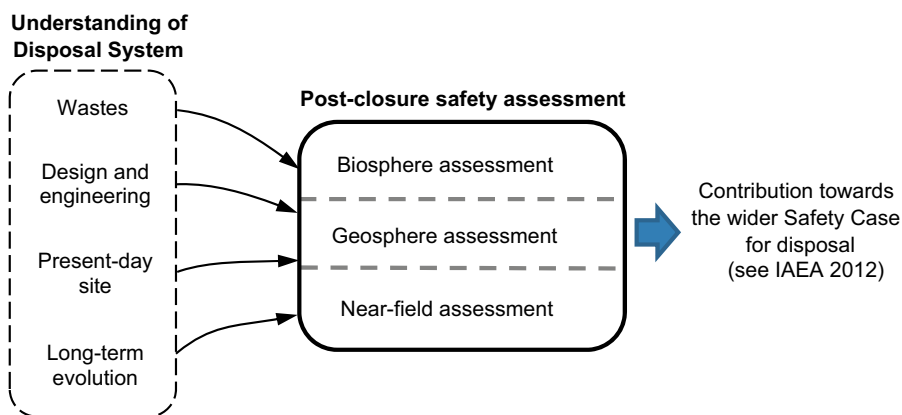 Understanding of
Disposal System
Wastes
Design and
engineering
Present-day
site
Long-term
evolution
Post-closure safety assessment
Biosphere assessment
Geosphere assessment
Near-field assessment
Contribution towards
the wider Safety Case
for disposal
(see IAEA 2012)